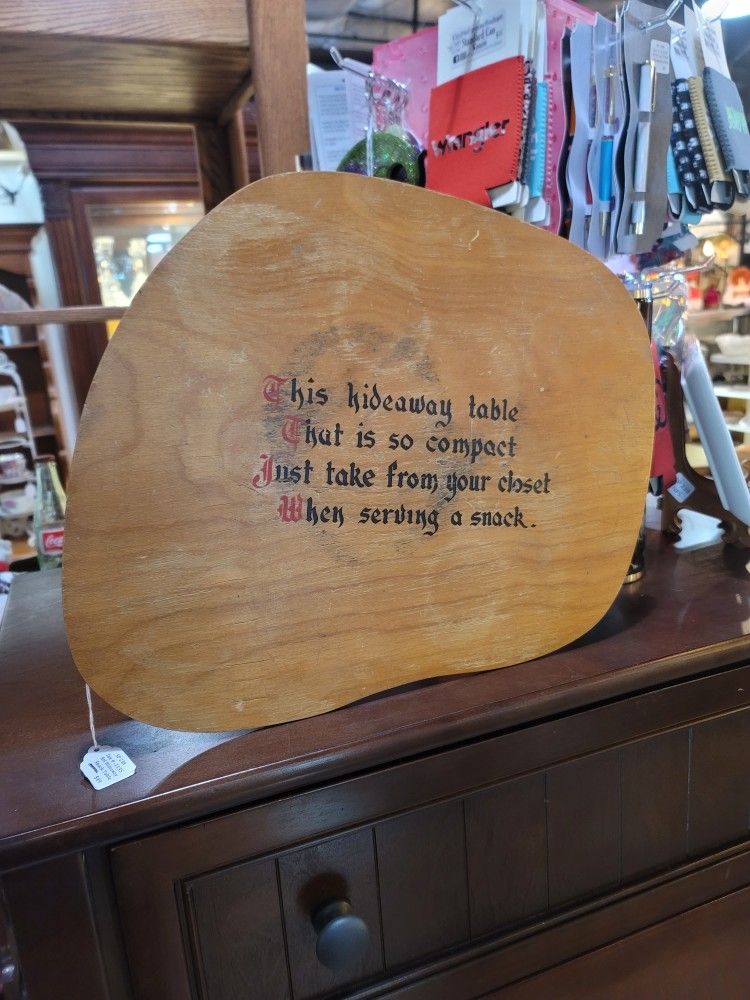 Wrangler
This hideaway table
That is so compact
Just take from your closet
When serving a snack.